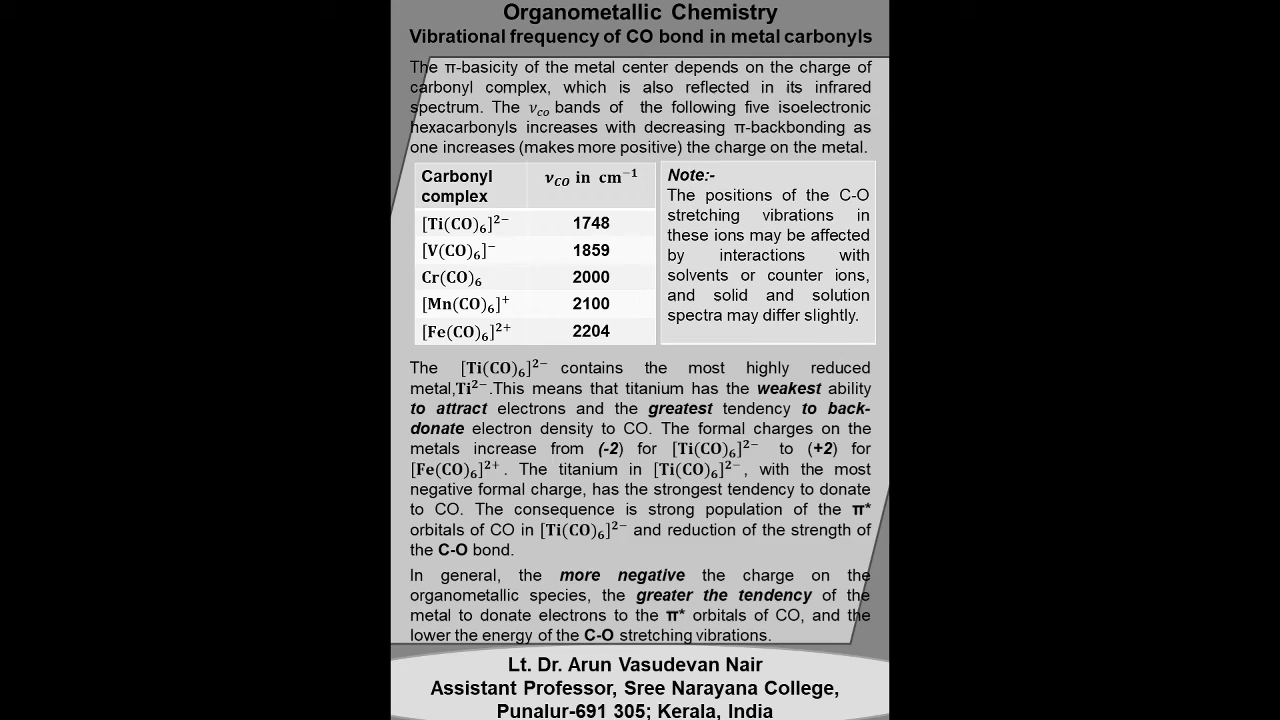 Organometallic Chemistry
Vibrational frequency of CO bond in metal carbonyls
The π-basicity of the metal center depends on the charge of
carbonyl complex, which is also reflected in its infrared
spectrum. The ν_co bands of the following five isoelectronic
hexacarbonyls increases with decreasing π-backbonding as
one increases (makes more positive) the charge on the metal.
Carbonyl complex ν_CO in cm⁻¹
[Ti(CO)₆]²⁻ 1748
[V(CO)₆]⁻ 1859
Cr(CO)₆ 2000
[Mn(CO)₆]⁺ 2100
[Fe(CO)₆]²⁺ 2204
Note:-
The positions of the C-O
stretching vibrations in
these ions may be affected
by interactions with
solvents or counter ions,
and solid and solution
spectra may differ slightly.
The [Ti(CO)₆]²⁻ contains the most highly reduced
metal,Ti²⁻.This means that titanium has the weakest ability
to attract electrons and the greatest tendency to back-
donate electron density to CO. The formal charges on the
metals increase from (-2) for [Ti(CO)₆]²⁻ to (+2) for
[Fe(CO)₆]²⁺. The titanium in [Ti(CO)₆]²⁻, with the most
negative formal charge, has the strongest tendency to donate
to CO. The consequence is strong population of the π*
orbitals of CO in [Ti(CO)₆]²⁻ and reduction of the strength of
the C-O bond.
In general, the more negative the charge on the
organometallic species, the greater the tendency of the
metal to donate electrons to the π* orbitals of CO, and the
lower the energy of the C-O stretching vibrations.
Lt. Dr. Arun Vasudevan Nair
Assistant Professor, Sree Narayana College,
Punalur-691 305; Kerala, India